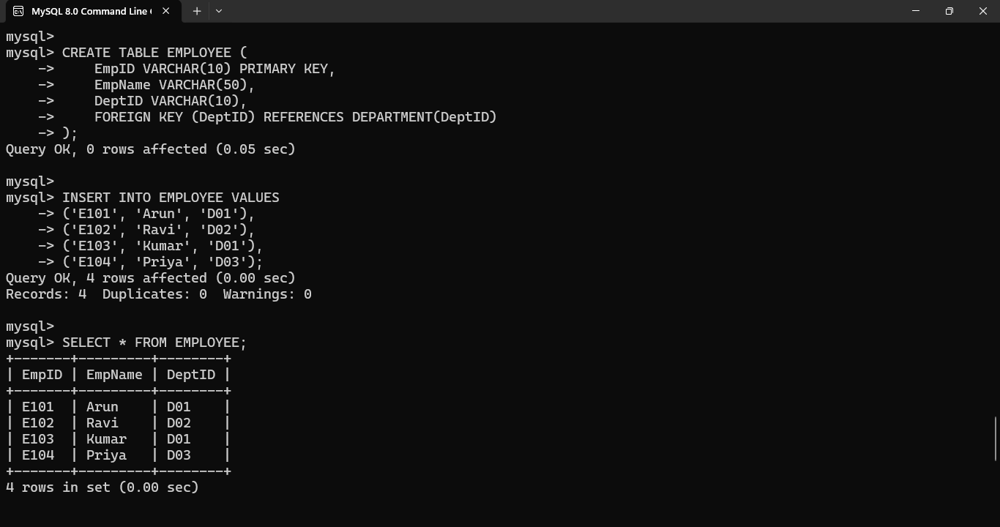 MySQL 8.0 Command Line
mysql>
mysql> CREATE TABLE EMPLOYEE (
    ->     EmpID VARCHAR(10) PRIMARY KEY,
    ->     EmpName VARCHAR(50),
    ->     DeptID VARCHAR(10),
    ->     FOREIGN KEY (DeptID) REFERENCES DEPARTMENT(DeptID)
    -> );
Query OK, 0 rows affected (0.05 sec)

mysql>
mysql> INSERT INTO EMPLOYEE VALUES
    -> ('E101', 'Arun', 'D01'),
    -> ('E102', 'Ravi', 'D02'),
    -> ('E103', 'Kumar', 'D01'),
    -> ('E104', 'Priya', 'D03');
Query OK, 4 rows affected (0.00 sec)
Records: 4  Duplicates: 0  Warnings: 0

mysql>
mysql> SELECT * FROM EMPLOYEE;
+-------+---------+--------+
| EmpID | EmpName | DeptID |
+-------+---------+--------+
| E101  | Arun    | D01    |
| E102  | Ravi    | D02    |
| E103  | Kumar   | D01    |
| E104  | Priya   | D03    |
+-------+---------+--------+
4 rows in set (0.00 sec)